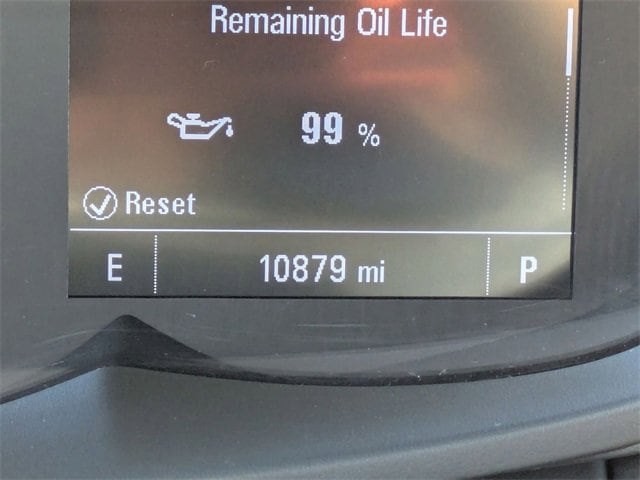 Remaining Oil Life
99 %
Reset
E 10879 mi P